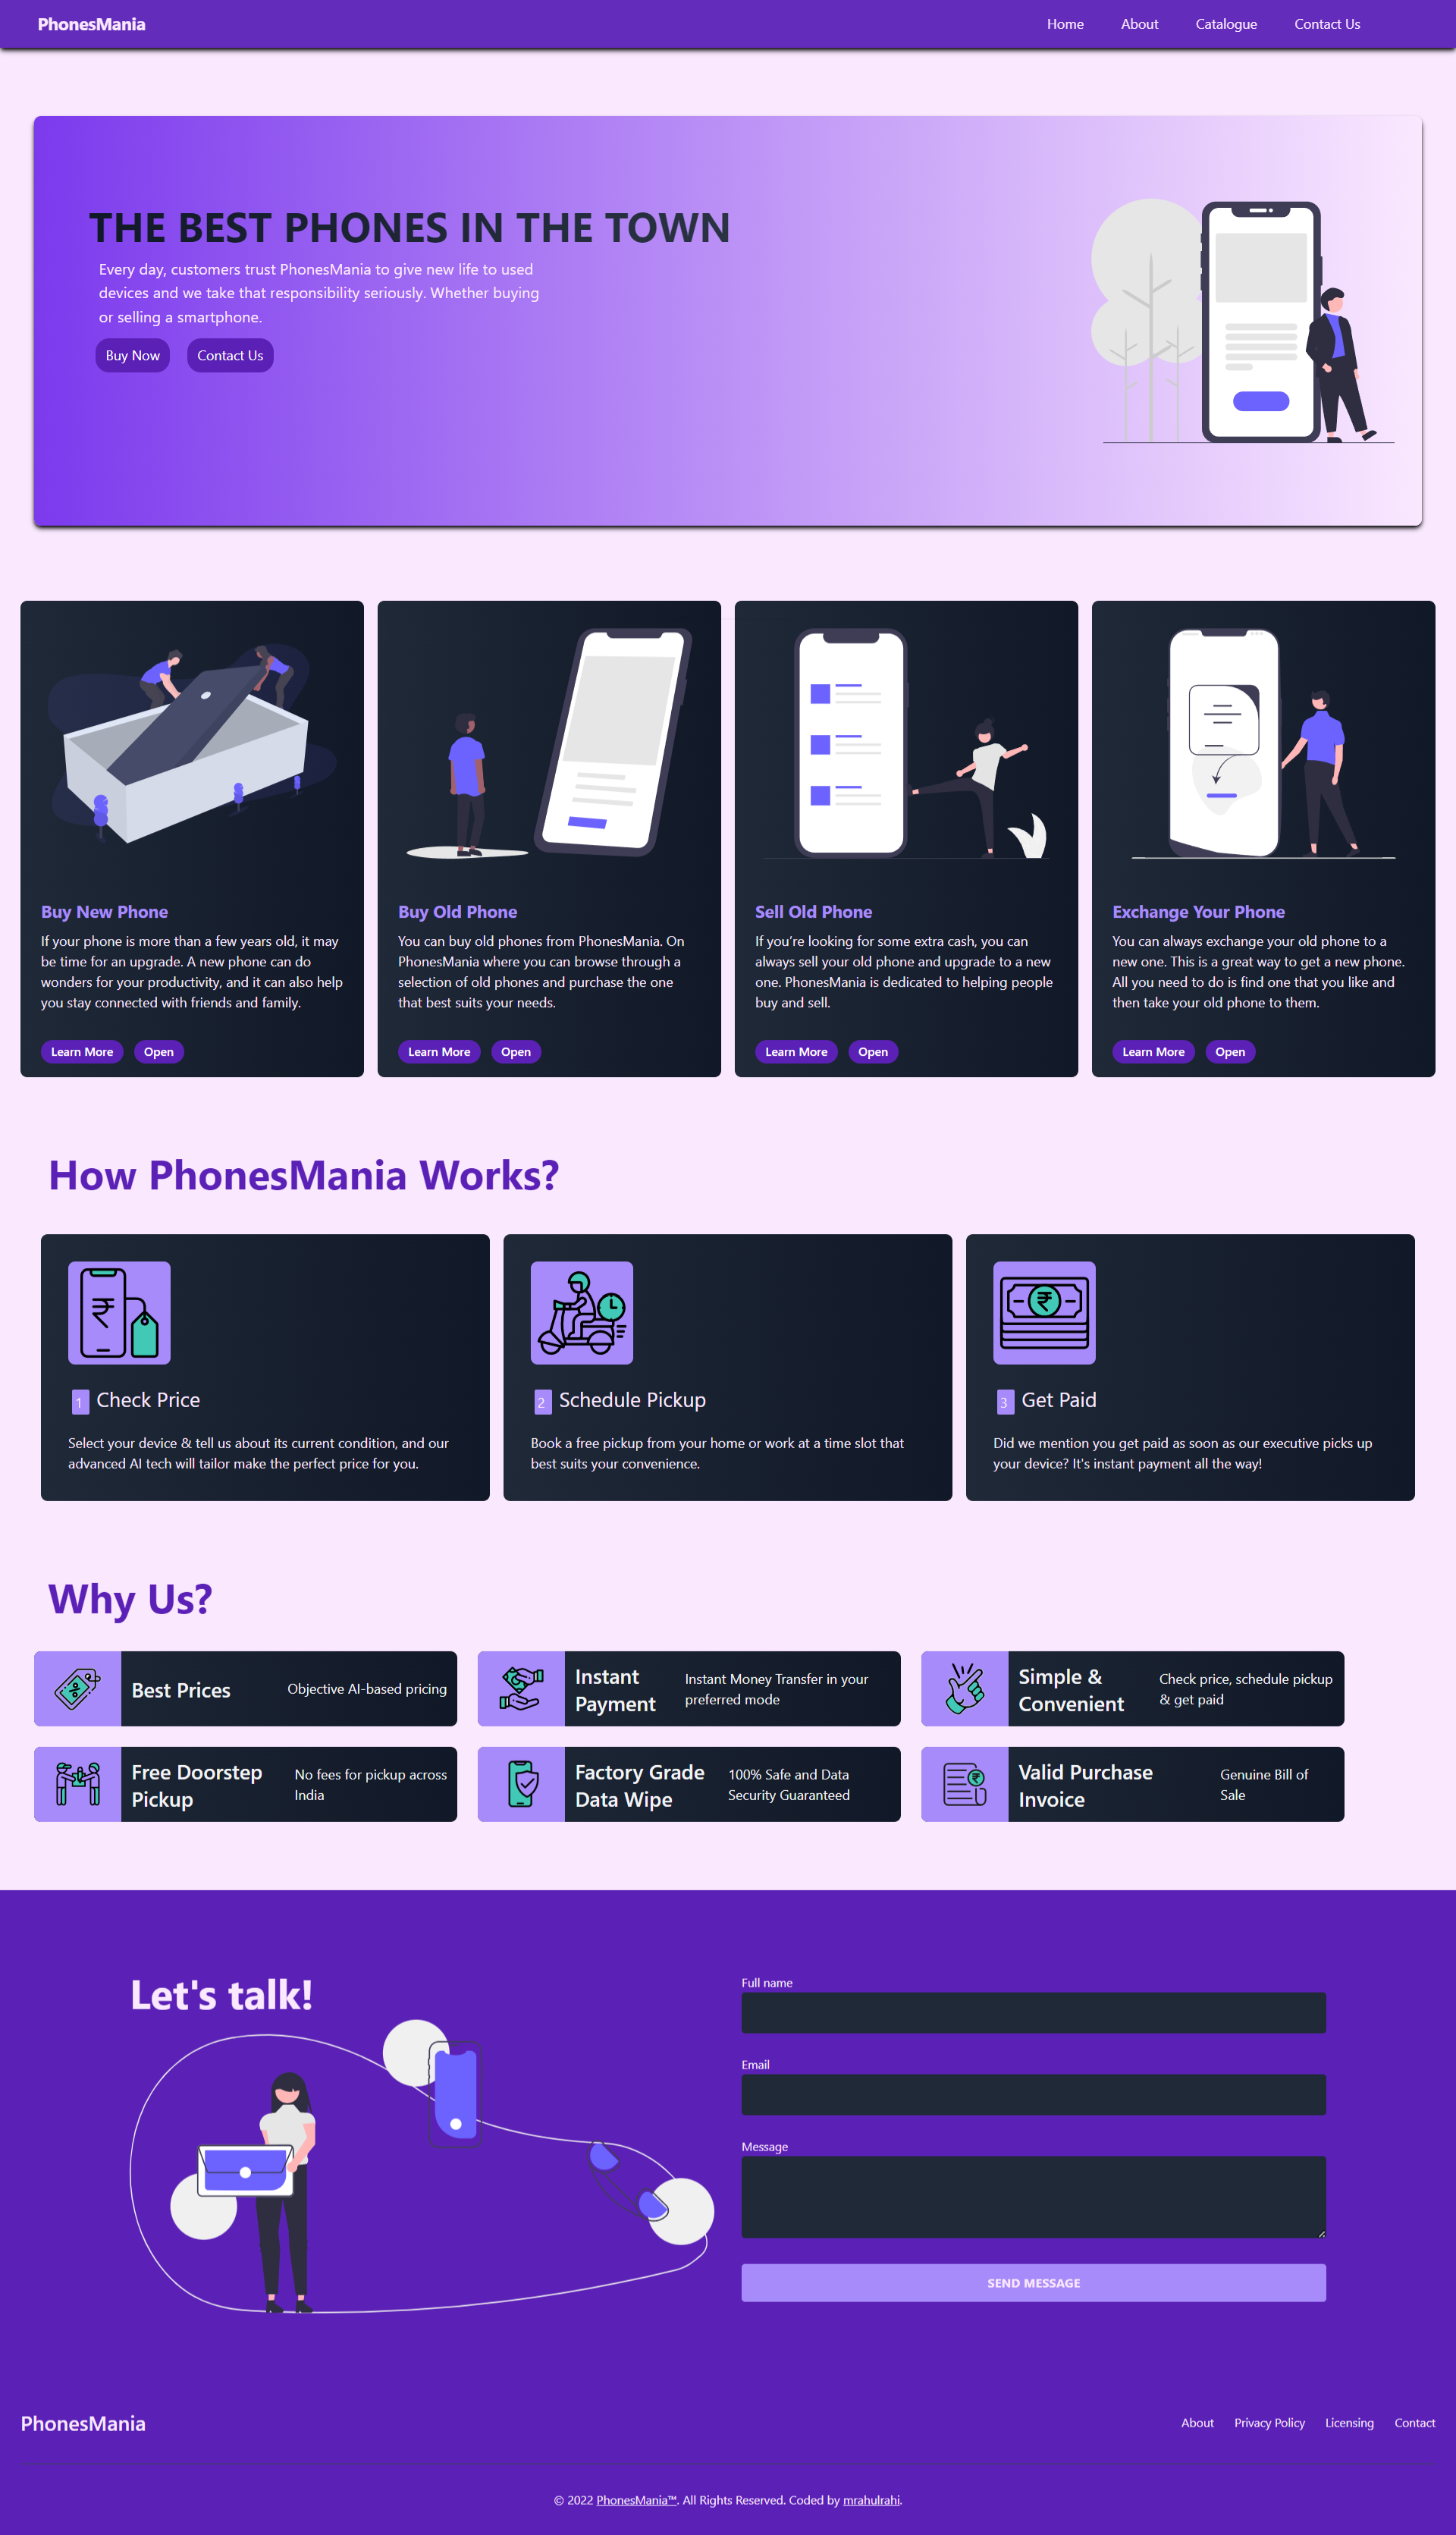 PhonesMania
Home About Catalogue Contact Us
THE BEST PHONES IN THE TOWN
Every day, customers trust PhonesMania to give new life to used
devices and we take that responsibility seriously. Whether buying
or selling a smartphone.
Buy Now Contact Us
Buy New Phone
If your phone is more than a few years old, it may
be time for an upgrade. A new phone can do
wonders for your productivity, and it can also help
you stay connected with friends and family.
Learn More Open
Buy Old Phone
You can buy old phones from PhonesMania. On
PhonesMania where you can browse through a
selection of old phones and purchase the one
that best suits your needs.
Learn More Open
Sell Old Phone
If you’re looking for some extra cash, you can
always sell your old phone and upgrade to a new
one. PhonesMania is dedicated to helping people
buy and sell.
Learn More Open
Exchange Your Phone
You can always exchange your old phone to a
new one. This is a great way to get a new phone.
All you need to do is find one that you like and
then take your old phone to them.
Learn More Open
How PhonesMania Works?
₹
1 Check Price
Select your device & tell us about its current condition, and our
advanced AI tech will tailor make the perfect price for you.
2 Schedule Pickup
Book a free pickup from your home or work at a time slot that
best suits your convenience.
₹
3 Get Paid
Did we mention you get paid as soon as our executive picks up
your device? It's instant payment all the way!
Why Us?
%
Best Prices
Objective AI-based pricing
Instant
Payment
Instant Money Transfer in your
preferred mode
Simple &
Convenient
Check price, schedule pickup
& get paid
Free Doorstep
Pickup
No fees for pickup across
India
Factory Grade
Data Wipe
100% Safe and Data
Security Guaranteed
₹
Valid Purchase
Invoice
Genuine Bill of
Sale
Let's talk!
Full name
Email
Message
SEND MESSAGE
PhonesMania
About Privacy Policy Licensing Contact
© 2022 PhonesMania™. All Rights Reserved. Coded by mrahulrahi.